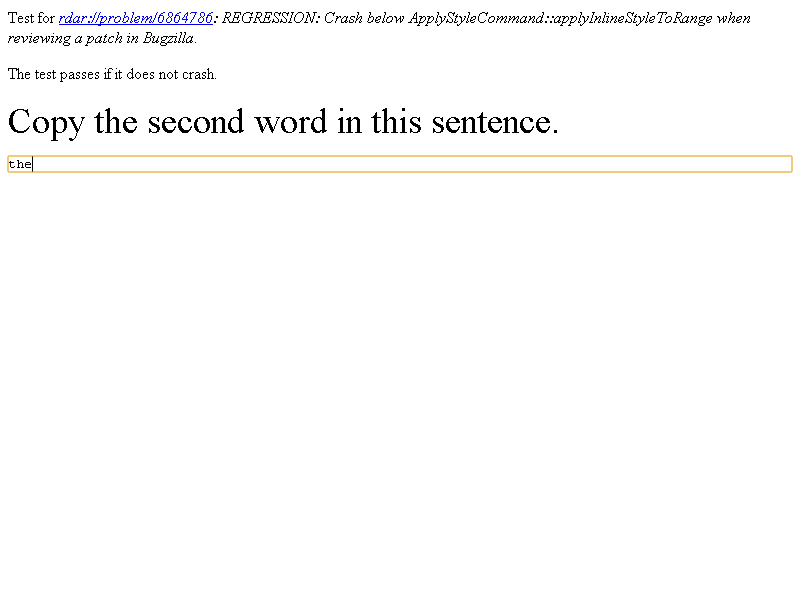 Test for rdar://problem/6864786: REGRESSION: Crash below ApplyStyleCommand::applyInlineStyleToRange when
reviewing a patch in Bugzilla.
The test passes if it does not crash.
Copy the second word in this sentence.
the